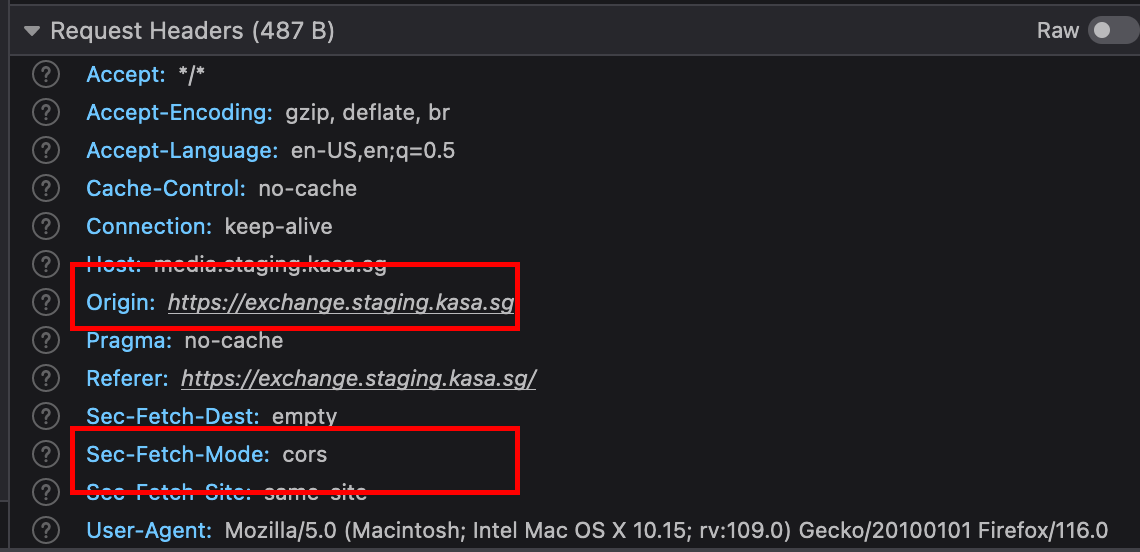 Request Headers (487 B)
Raw
Accept: */*
Accept-Encoding: gzip, deflate, br
Accept-Language: en-US,en;q=0.5
Cache-Control: no-cache
Connection: keep-alive
Host: media.staging.kasa.sg
Origin: https://exchange.staging.kasa.sg
Pragma: no-cache
Referer: https://exchange.staging.kasa.sg/
Sec-Fetch-Dest: empty
Sec-Fetch-Mode: cors
Sec-Fetch-Site: same-site
User-Agent: Mozilla/5.0 (Macintosh; Intel Mac OS X 10.15; rv:109.0) Gecko/20100101 Firefox/116.0